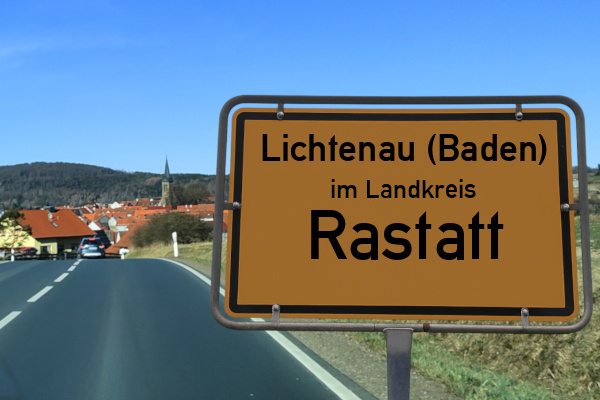 Lichtenau (Baden)
im Landkreis
Rastatt